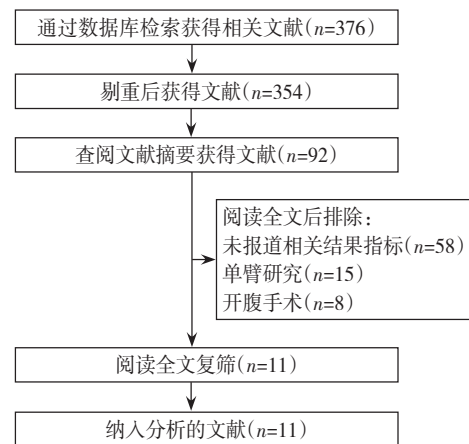 通过数据库检索获得相关文献(n=376)
剔重后获得文献(n=354)
查阅文献摘要获得文献(n=92)
阅读全文后排除：
未报道相关结果指标(n=58)
单臂研究(n=15)
开腹手术(n=8)
阅读全文复筛(n=11)
纳入分析的文献(n=11)